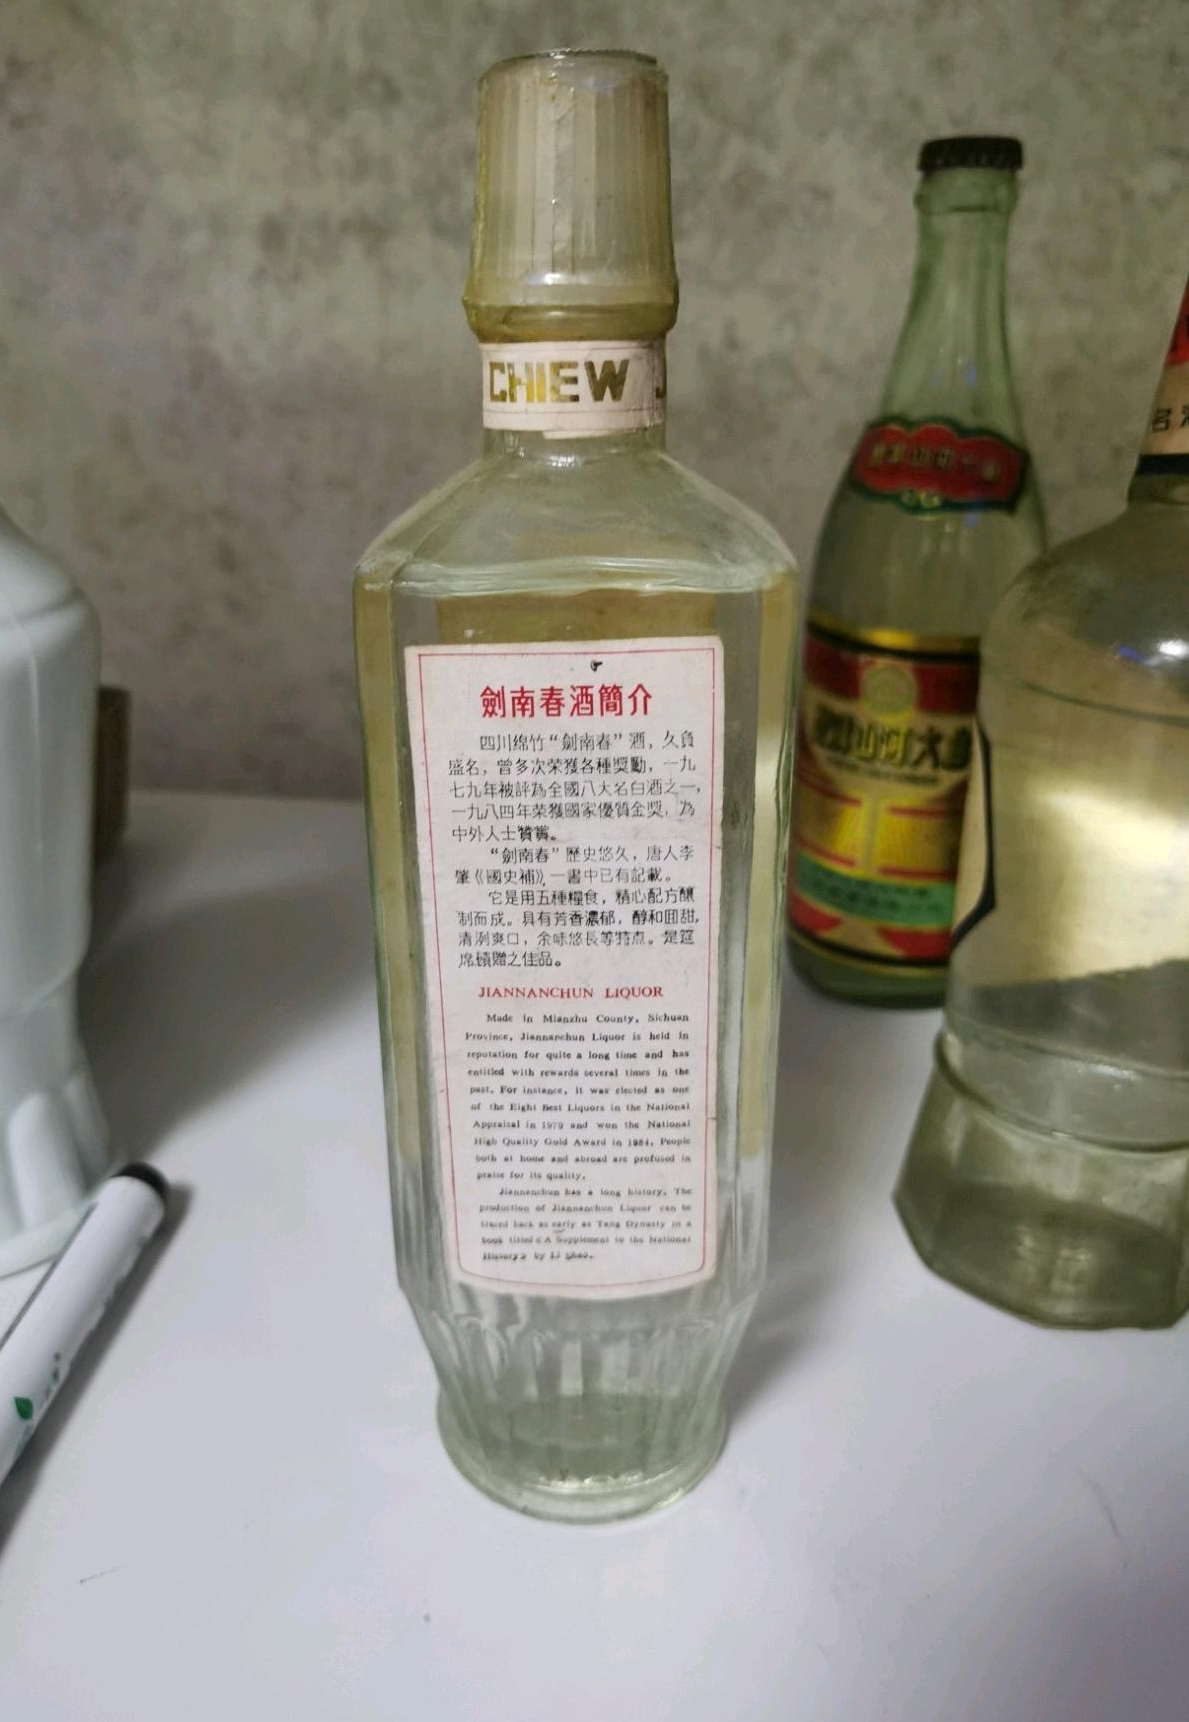 CHIEW
劍南春酒簡介
四川绵竹“劍南春”酒，久負
盛名，曾多次荣獲各種獎勵，一九
七九年被評為全國八大名白酒之一，
一九八四年荣獲國家優質金獎，為
中外人士贊賞。
“劍南春”歷史悠久，唐人李
肇《國史補》一書中已有記載。
它是用五種糧食，精心配方釀
制而成。具有芳香濃郁，醇和回甜，
清冽爽口，余味悠長等特点。是筵
席饋贈之佳品。
JIANNANCHUN LIQUOR
Made in Mianzhu County, Sichuan
Province, Jiannanchun Liquor is held in
reputation for quite a long time and has
entitled with rewards several times in the
past. For instance, it was elected as one
of the Eight Best Liquors in the National
Appraisal in 1979 and won the National
High Quality Gold Award in 1984. People
both at home and abroad are profused in
praise for its quality.
Jiannanchun has a long history. The
production of Jiannanchun Liquor can be
traced back as early as Tang Dynasty in a
book titled《A Supplement to the National
History》 by Li Shao.
名酒